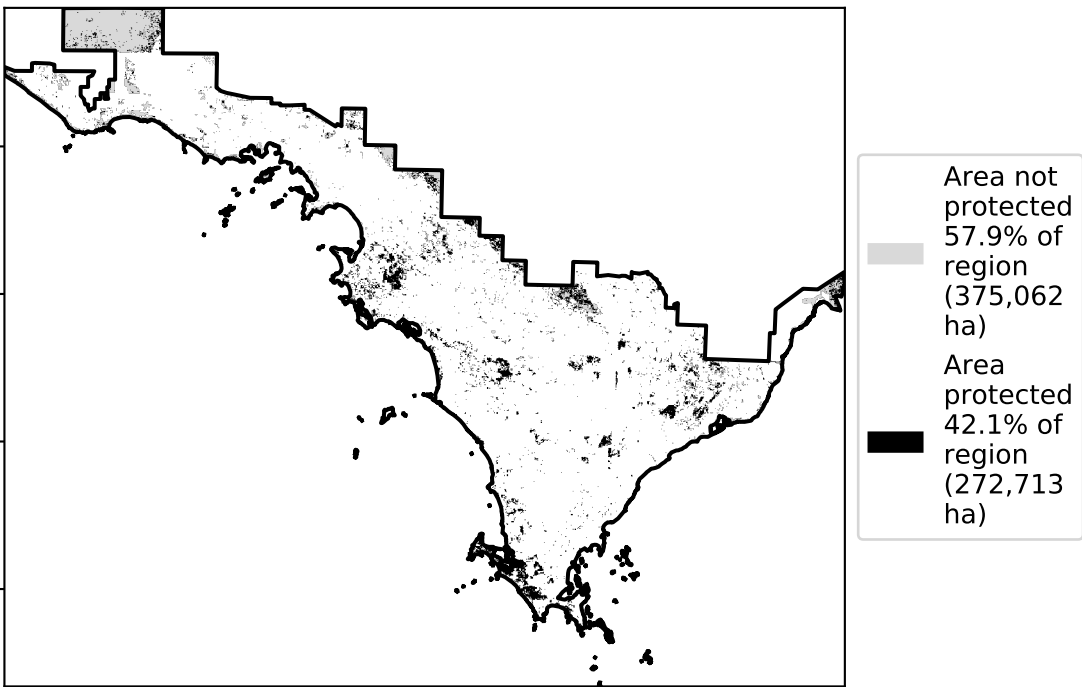 Area not
protected
57.9% of
region
(375,062
ha)
Area
protected
42.1% of
region
(272,713
ha)